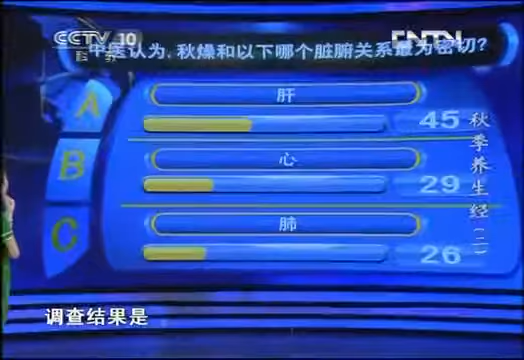 CCTV 10
科教
中医认为,秋燥和以下哪个脏腑关系最为密切?
A
肝
45
B
心
29
C
肺
26
秋季养生经(二)
调查结果是